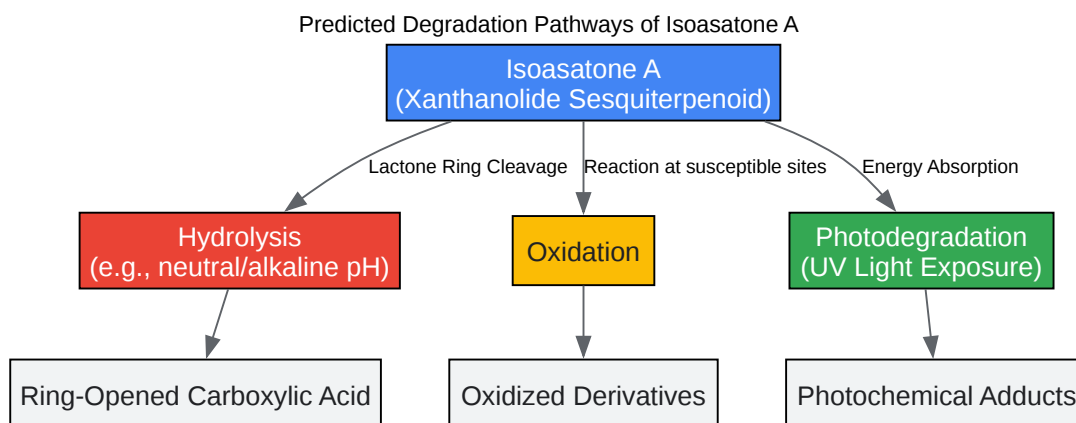 Predicted Degradation Pathways of Isoasatone A
Isoasatone A
(Xanthanolide Sesquiterpenoid)
Lactone Ring Cleavage
Reaction at susceptible sites
Energy Absorption
Hydrolysis
(e.g., neutral/alkaline pH)
Oxidation
Photodegradation
(UV Light Exposure)
Ring-Opened Carboxylic Acid
Oxidized Derivatives
Photochemical Adducts